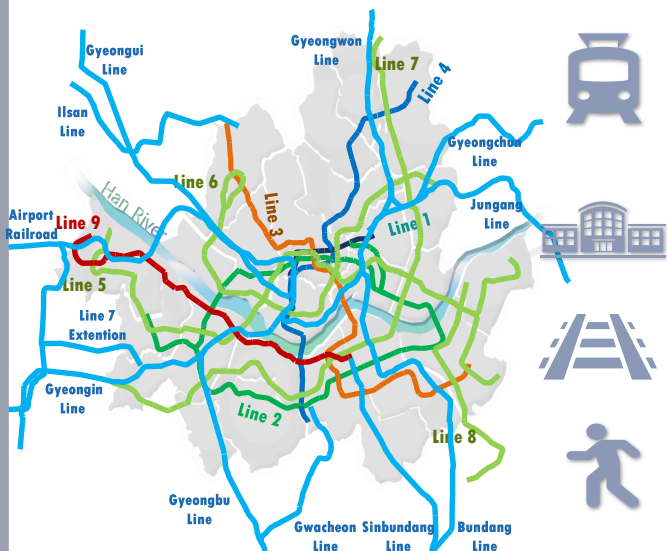 Gyeongui
Line
Gyeongwon
Line
Line 7
Line 4
Ilsan
Line
Gyeongchun
Line
Line 6
Line 3
Han River
Jungang
Line
Airport
Railroad
Line 9
Line 1
Line 5
Line 7
Extention
Gyeongin
Line
Line 2
Line 8
Gyeongbu
Line
Gwacheon
Line
Sinbundang
Line
Bundang
Line